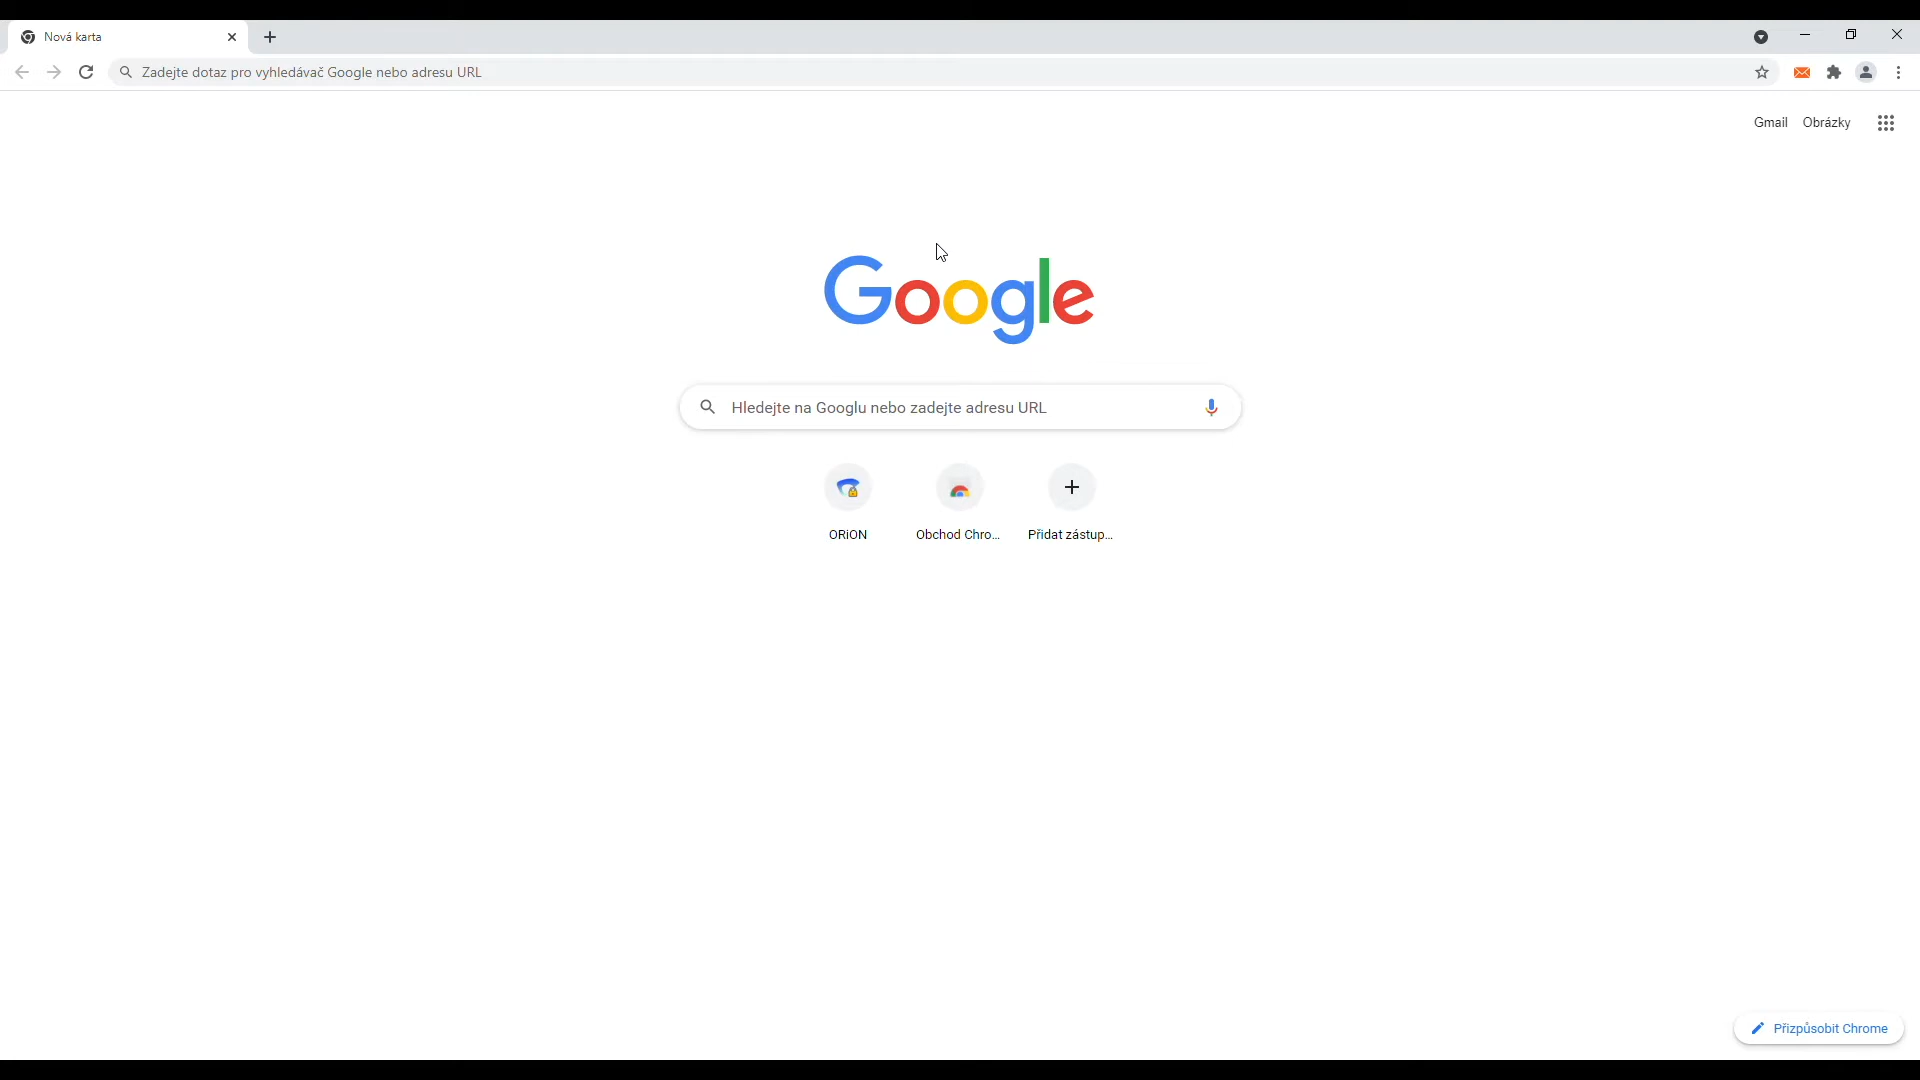 Nová karta
Zadejte dotaz pro vyhledávač Google nebo adresu URL
Gmail Obrázky
Google
Hledejte na Googlu nebo zadejte adresu URL
ORiON Obchod Chro... Přidat zástup...
Přizpůsobit Chrome